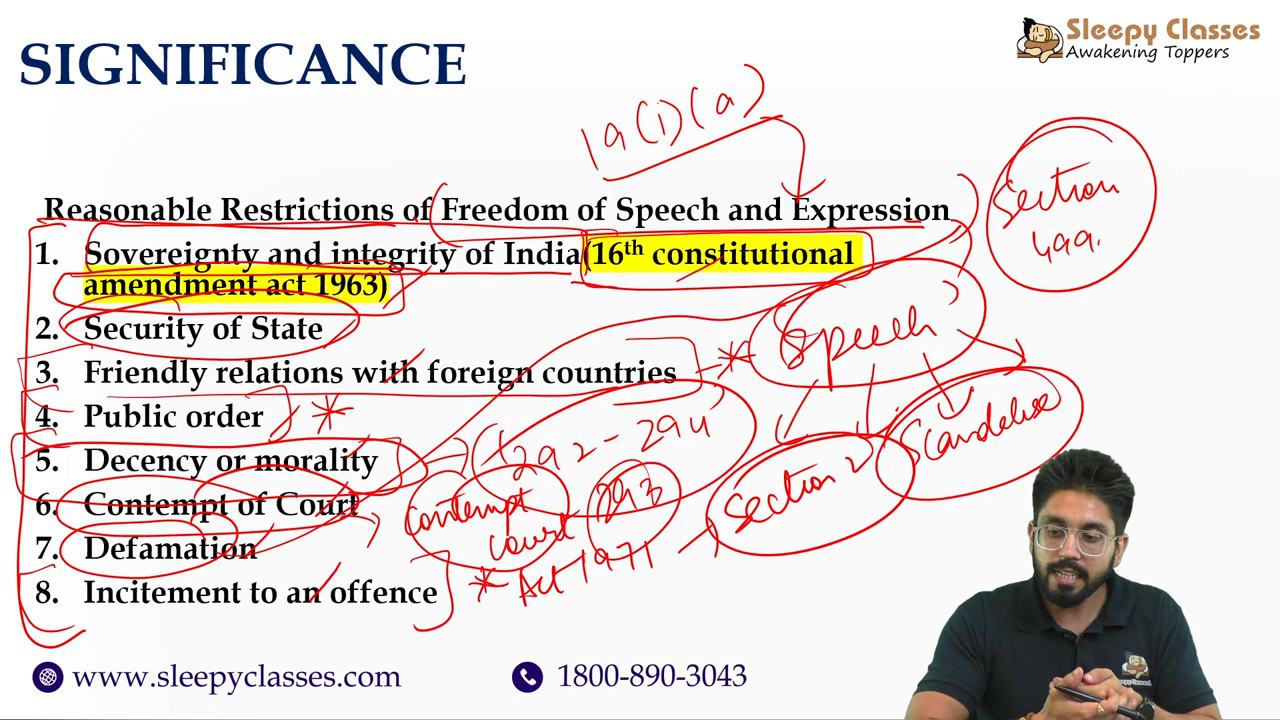 SIGNIFICANCE
Sleepy Classes
Awakening Toppers
19(1)(a)
Reasonable Restrictions of Freedom of Speech and Expression
1. Sovereignty and integrity of India(16th constitutional
amendment act 1963)
2. Security of State
3. Friendly relations with foreign countries
4. Public order
5. Decency or morality
6. Contempt of Court
7. Defamation
8. Incitement to an offence
Section
499.
Speech
292-294
293
Contempt
Court
Act 1971
Section 2
Scandalise
www.sleepyclasses.com
1800-890-3043